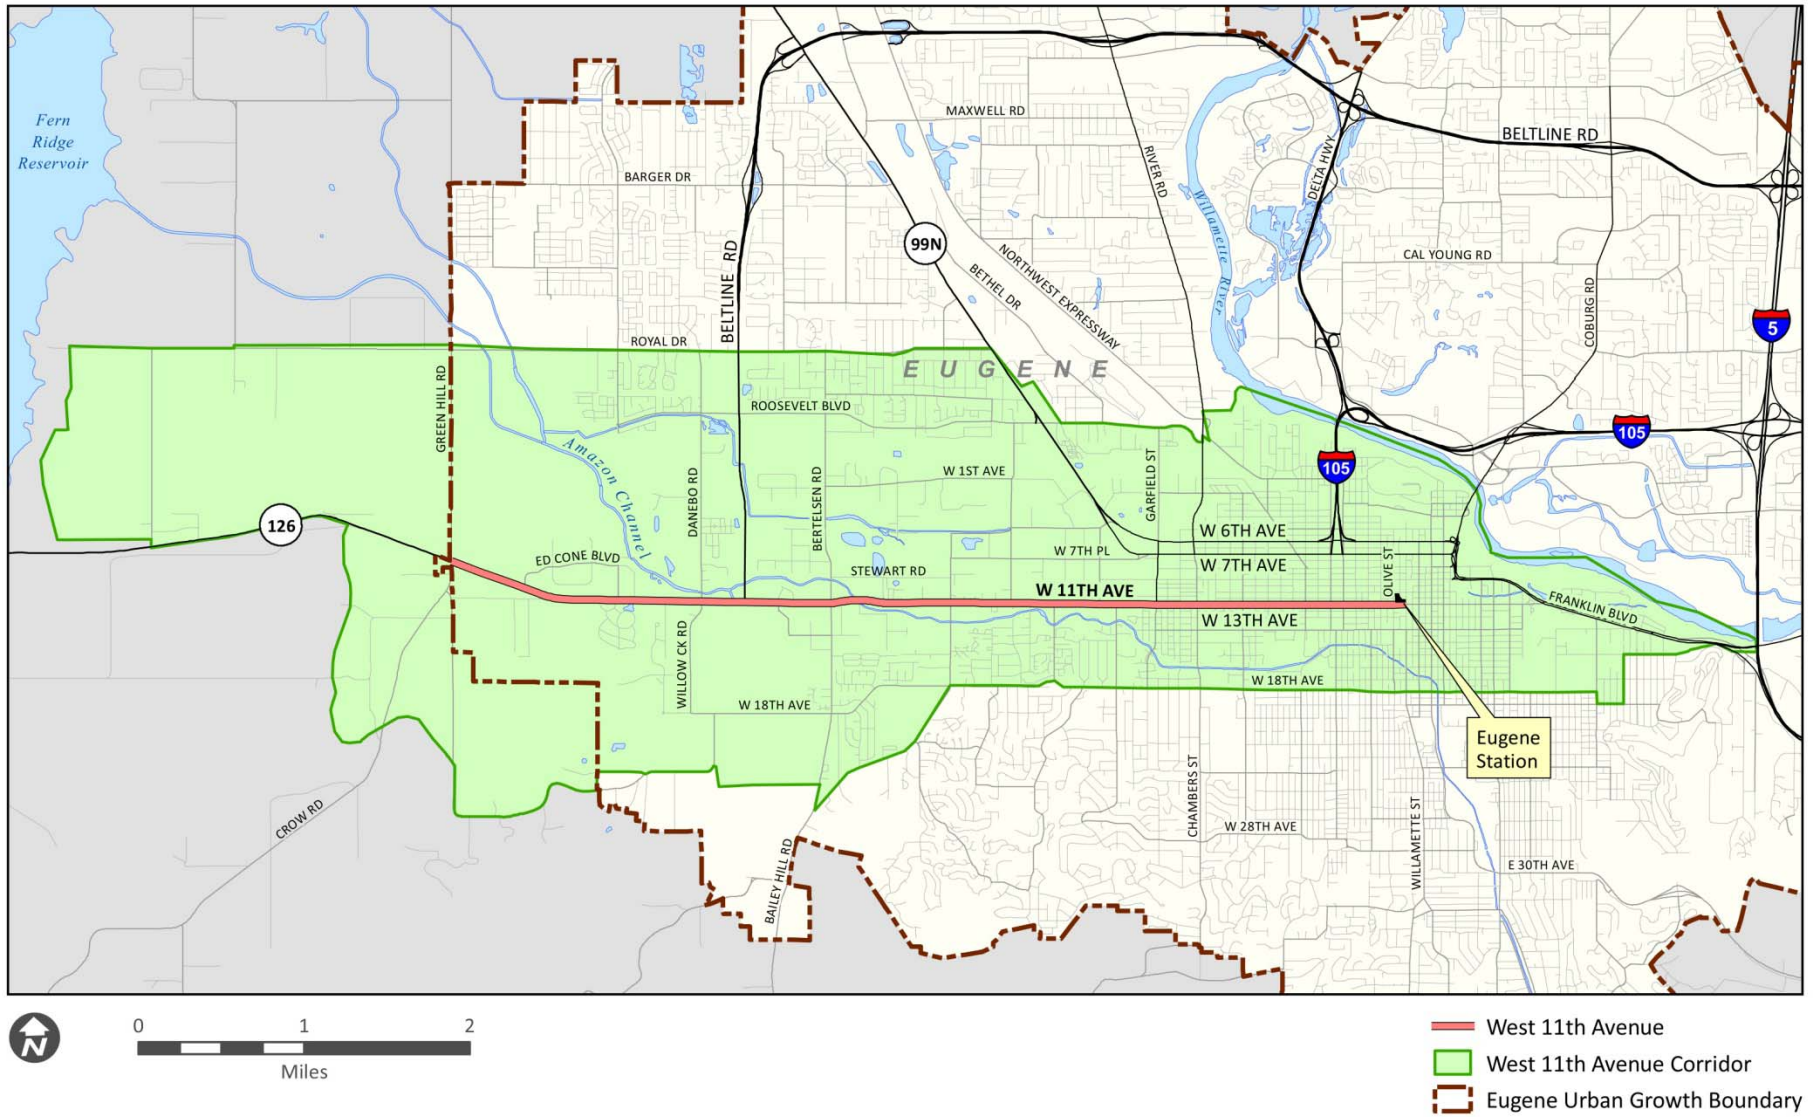 MAXWELL RD
BELTLINE RD
Fern
Ridge
Reservoir
DELTA HWY
RIVER RD
BARGER DR
Willamette River
99N
BELTLINE RD
NORTHWEST EXPRESSWAY
CAL YOUNG RD
BETHEL DR
COBURG RD
5
ROYAL DR
EUGENE
GREEN HILL RD
ROOSEVELT BLVD
105
Amazon Channel
W 1ST AVE
GARFIELD ST
105
DANEBO RD
BERTELSEN RD
126
W 6TH AVE
W 7TH PL
ED CONE BLVD
W 7TH AVE
STEWART RD
OLIVE ST
W 11TH AVE
FRANKLIN BLVD
W 13TH AVE
WILLOW CK RD
W 18TH AVE
W 18TH AVE
Eugene
Station
CHAMBERS ST
CROW RD
W 28TH AVE
WILLAMETTE ST
E 30TH AVE
BAILEY HILL RD
N
0 1 2
Miles
West 11th Avenue
West 11th Avenue Corridor
Eugene Urban Growth Boundary